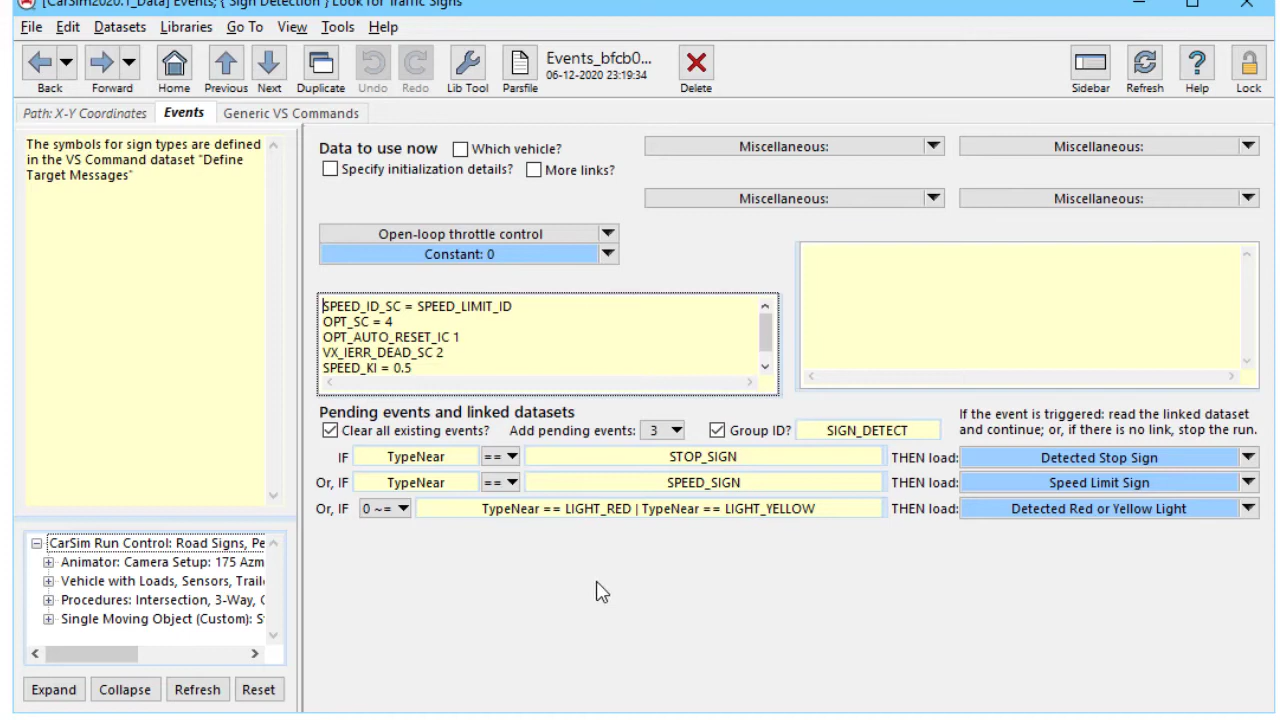 [CarSim2020.1_Data] Events; { Sign Detection } Look for Traffic Signs
File Edit Datasets Libraries Go To View Tools Help
Back Forward Home Previous Next Duplicate Undo Redo Lib Tool Parsfile
Events_bfcb0...
06-12-2020 23:19:34
Delete Sidebar Refresh Help Lock
Path: X-Y Coordinates Events Generic VS Commands
The symbols for sign types are defined
in the VS Command dataset "Define
Target Messages"
Data to use now Which vehicle?
Specify initialization details? More links?
Miscellaneous: Miscellaneous:
Miscellaneous: Miscellaneous:
Open-loop throttle control
Constant: 0
SPEED_ID_SC = SPEED_LIMIT_ID
OPT_SC = 4
OPT_AUTO_RESET_IC 1
VX_IERR_DEAD_SC 2
SPEED_KI = 0.5
Pending events and linked datasets
Clear all existing events? Add pending events: 3 Group ID? SIGN_DETECT
If the event is triggered: read the linked dataset
and continue; or, if there is no link, stop the run.
IF TypeNear == STOP_SIGN THEN load: Detected Stop Sign
Or, IF TypeNear == SPEED_SIGN THEN load: Speed Limit Sign
Or, IF 0 ~= TypeNear == LIGHT_RED | TypeNear == LIGHT_YELLOW THEN load: Detected Red or Yellow Light
CarSim Run Control: Road Signs, Pe
Animator: Camera Setup: 175 Azm
Vehicle with Loads, Sensors, Traile
Procedures: Intersection, 3-Way, C
Single Moving Object (Custom): S
Expand Collapse Refresh Reset